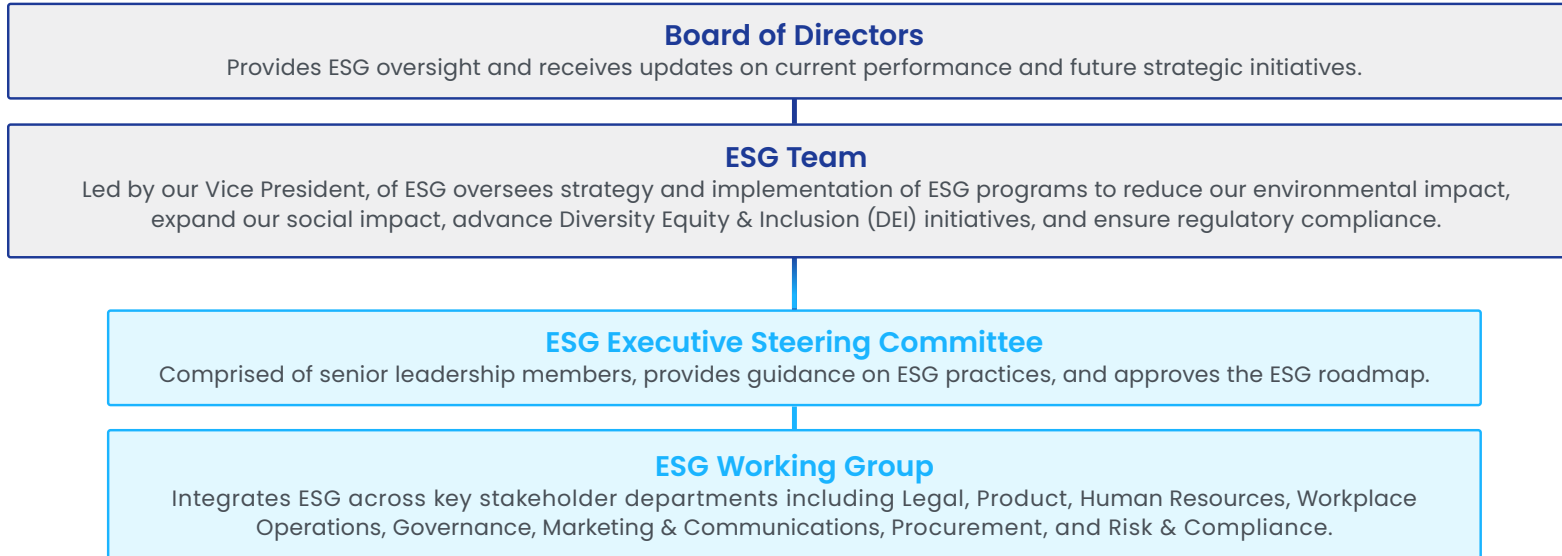 Board of Directors
Provides ESG oversight and receives updates on current performance and future strategic initiatives.
ESG Team
Led by our Vice President, of ESG oversees strategy and implementation of ESG programs to reduce our environmental impact,
expand our social impact, advance Diversity Equity & Inclusion (DEI) initiatives, and ensure regulatory compliance.
ESG Executive Steering Committee
Comprised of senior leadership members, provides guidance on ESG practices, and approves the ESG roadmap.
ESG Working Group
Integrates ESG across key stakeholder departments including Legal, Product, Human Resources, Workplace
Operations, Governance, Marketing & Communications, Procurement, and Risk & Compliance.